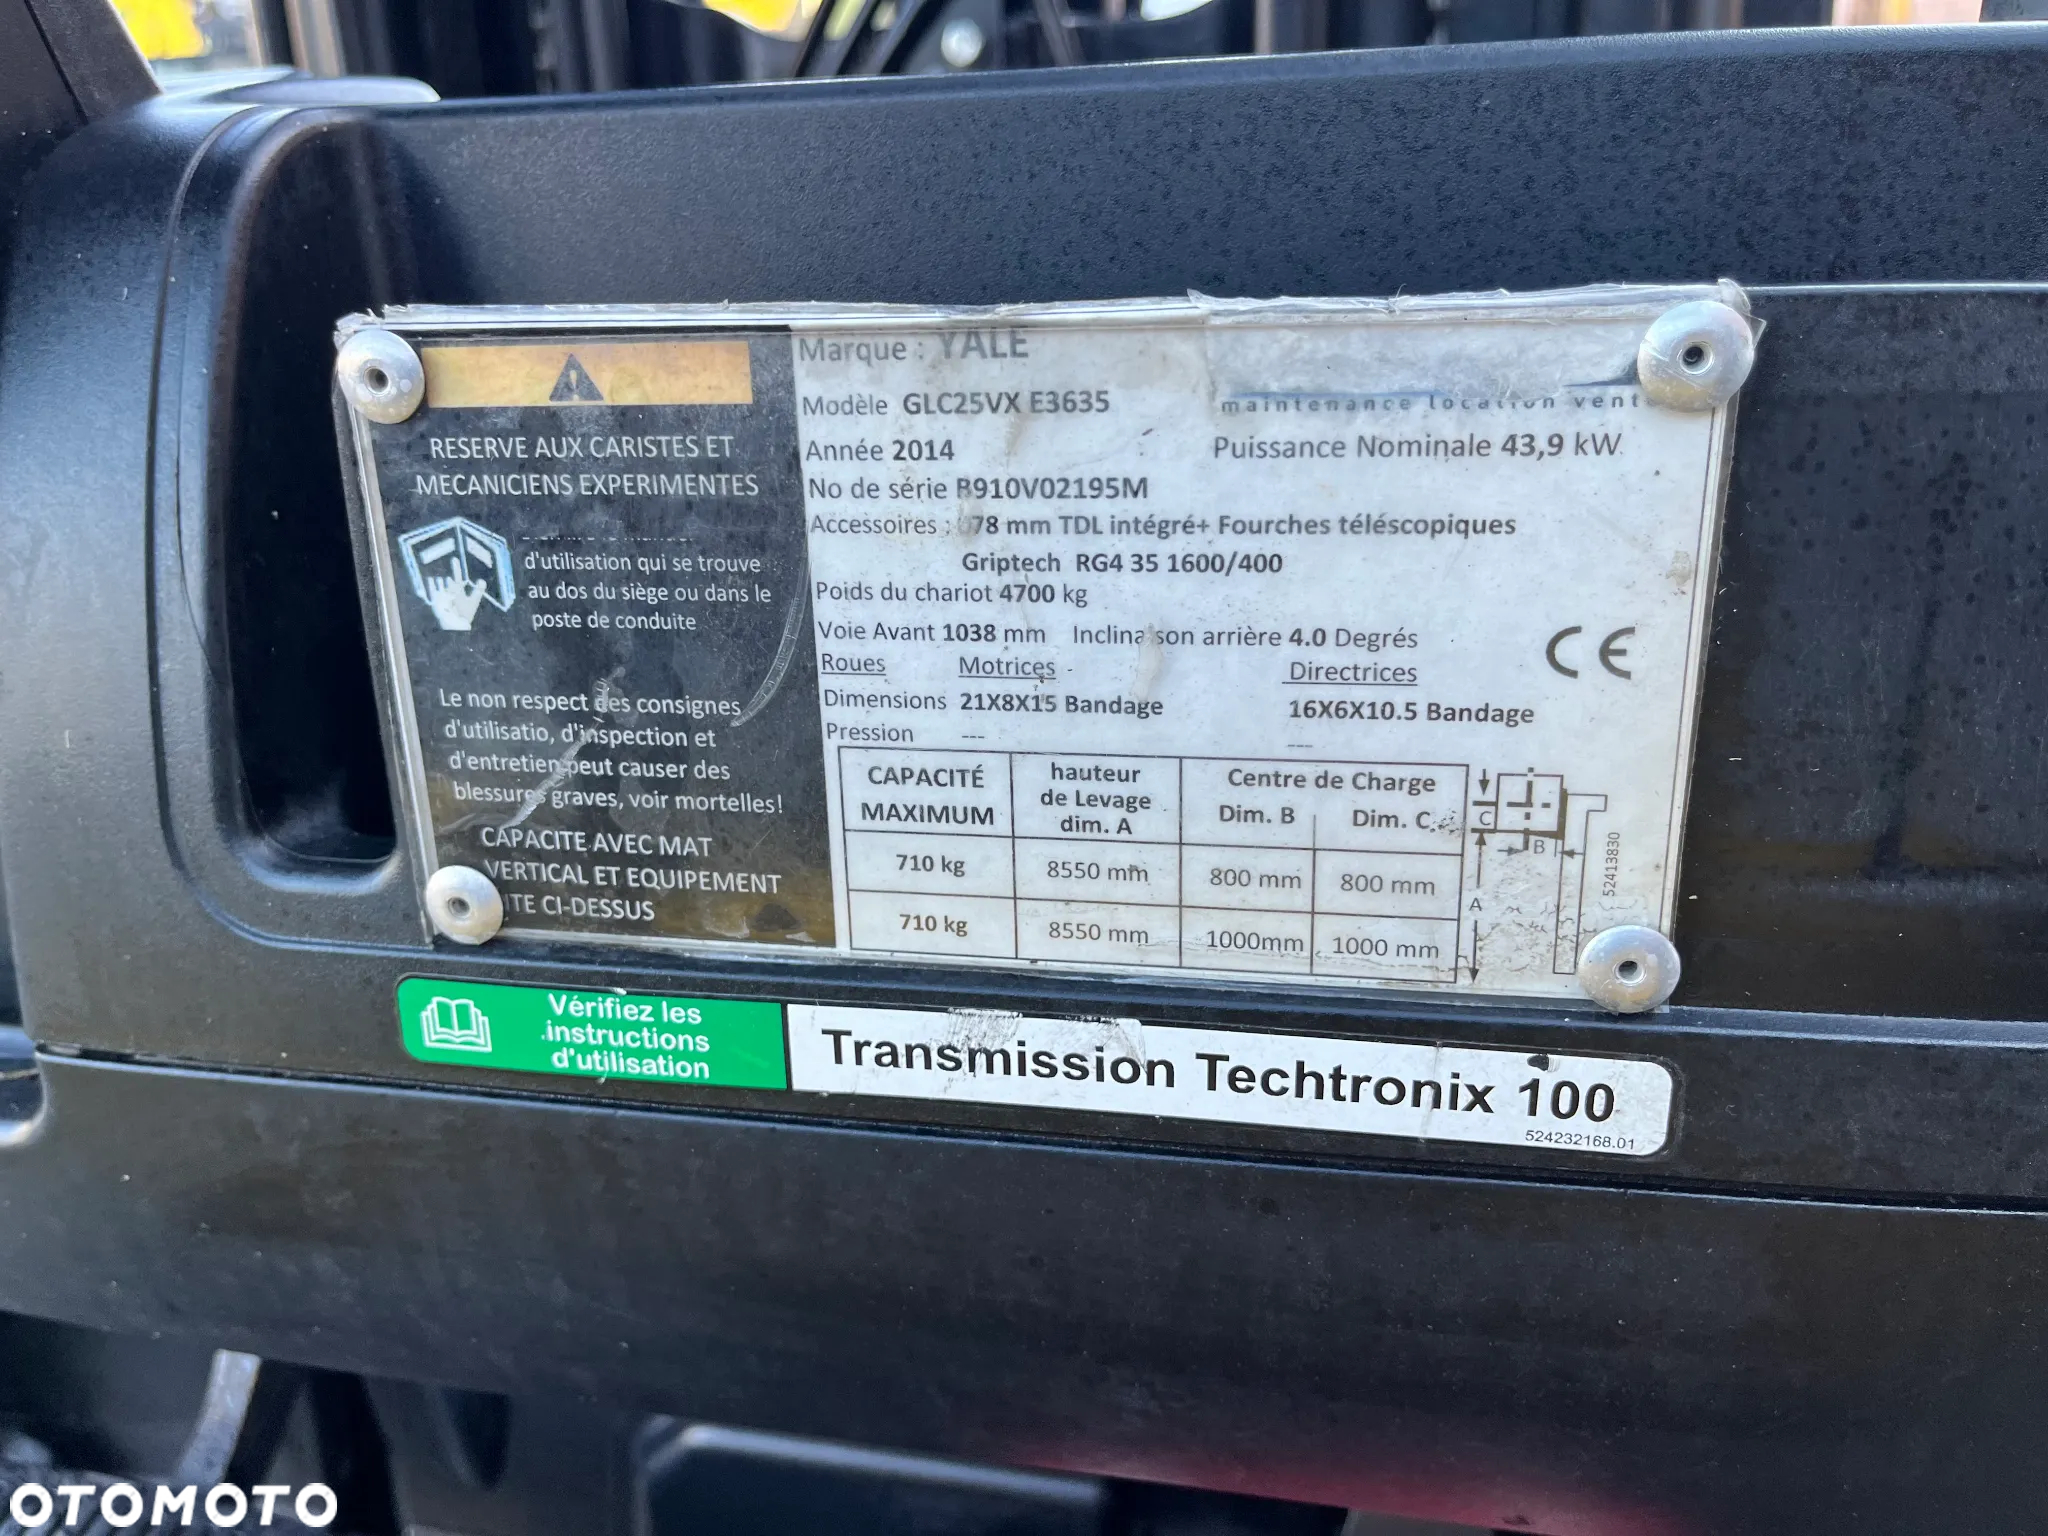 RESERVE AUX CARISTES ET
MECANICIENS EXPERIMENTES
d'utilisation qui se trouve
au dos du siège ou dans le
poste de conduite
Le non respect des consignes
d'utilisatio, d'inspection et
d'entretien peut causer des
blessures graves, voir mortelles!
CAPACITE AVEC MAT
VERTICAL ET EQUIPEMENT
CI-DESSUS
Marque : YALE
maintenance location vente
Modèle GLC25VX E3635
Année 2014
Puissance Nominale 43,9 kW
No de série B910V02195M
Accessoires : 78 mm TDL intégré+ Fourches téléscopiques
Griptech RG4 35 1600/400
Poids du chariot 4700 kg
Voie Avant 1038 mm Inclinaison arrière 4.0 Degrés
Roues Motrices Directrices
Dimensions 21X8X15 Bandage 16X6X10.5 Bandage
Pression --- ---
CE
CAPACITÉ MAXIMUM
hauteur de Levage dim. A
Centre de Charge
Dim. B Dim. C
710 kg 8550 mm 800 mm 800 mm
710 kg 8550 mm 1000mm 1000 mm
C
B
A
52413830
Vérifiez les
instructions
d'utilisation
Transmission Techtronix 100
524232168.01
OTOMOTO